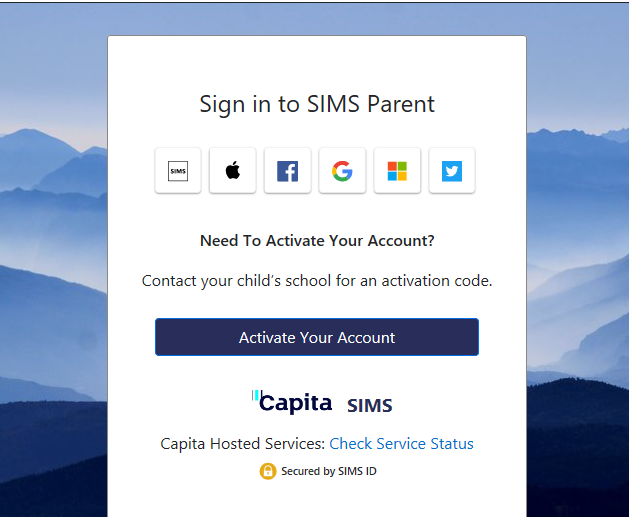 Sign in to SIMS Parent
SIMS
Need To Activate Your Account?
Contact your child's school for an activation code.
Activate Your Account
Capita SIMS
Capita Hosted Services: Check Service Status
Secured by SIMS ID